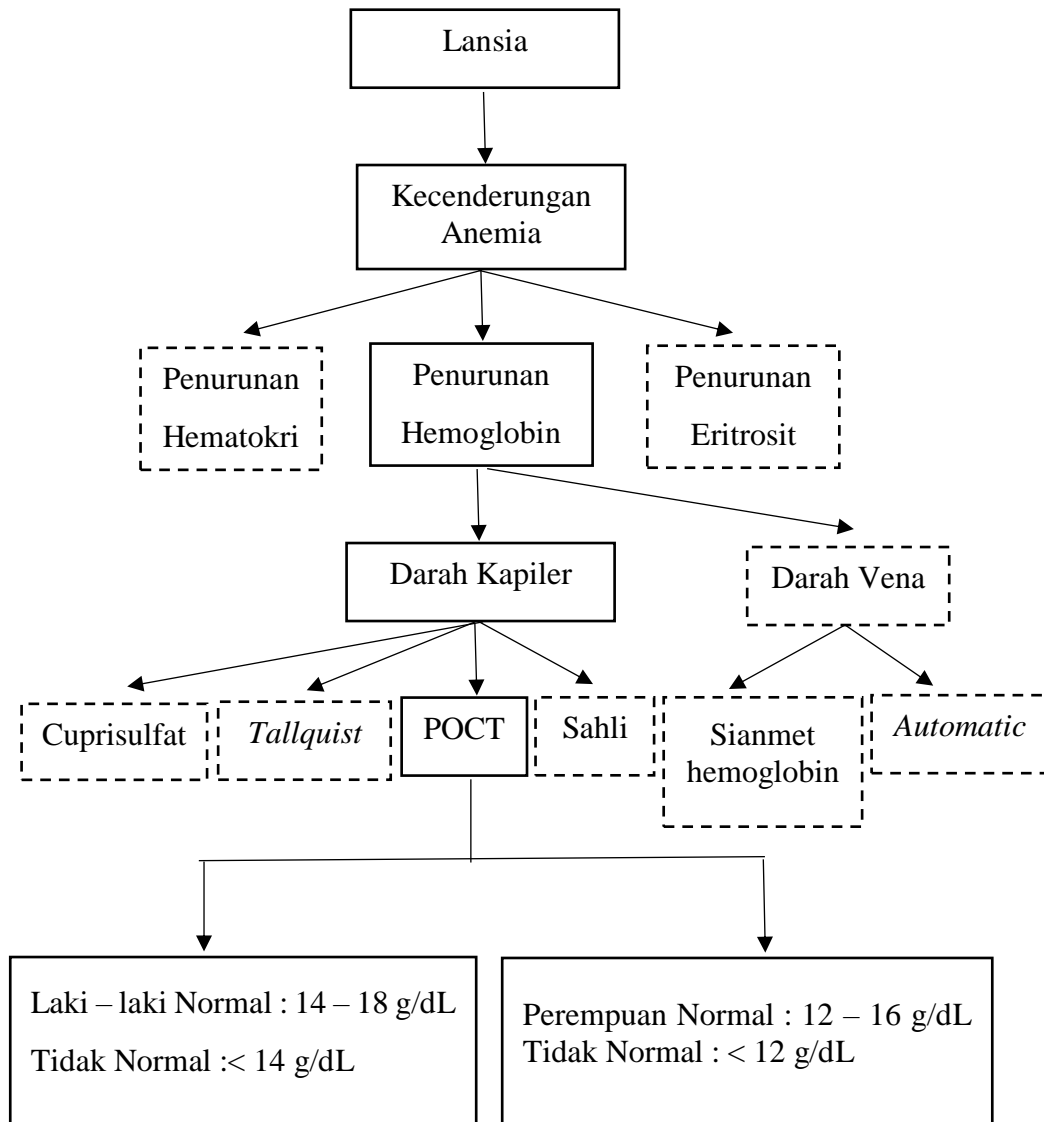 Lansia
Kecenderungan
Anemia
Penurunan
Hematokri
Penurunan
Hemoglobin
Penurunan
Eritrosit
Darah Kapiler
Darah Vena
Cuprisulfat
Tallquist
POCT
Sahli
Sianmet
hemoglobin
Automatic
Laki – laki Normal : 14 – 18 g/dL
Tidak Normal :< 14 g/dL
Perempuan Normal : 12 – 16 g/dL
Tidak Normal : < 12 g/dL